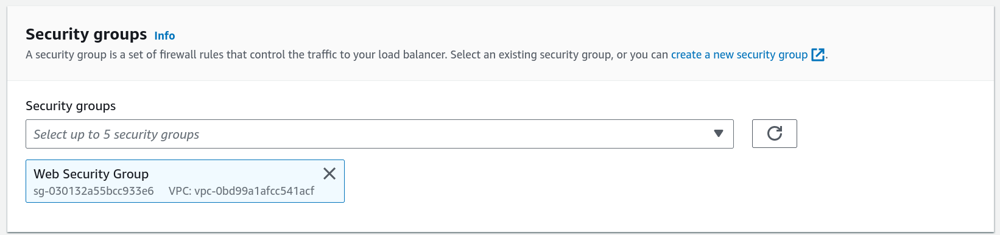 Security groups Info
A security group is a set of firewall rules that control the traffic to your load balancer. Select an existing security group, or you can create a new security group.
Security groups
Select up to 5 security groups
Web Security Group
sg-030132a55bcc933e6 VPC: vpc-0bd99a1afcc541acf